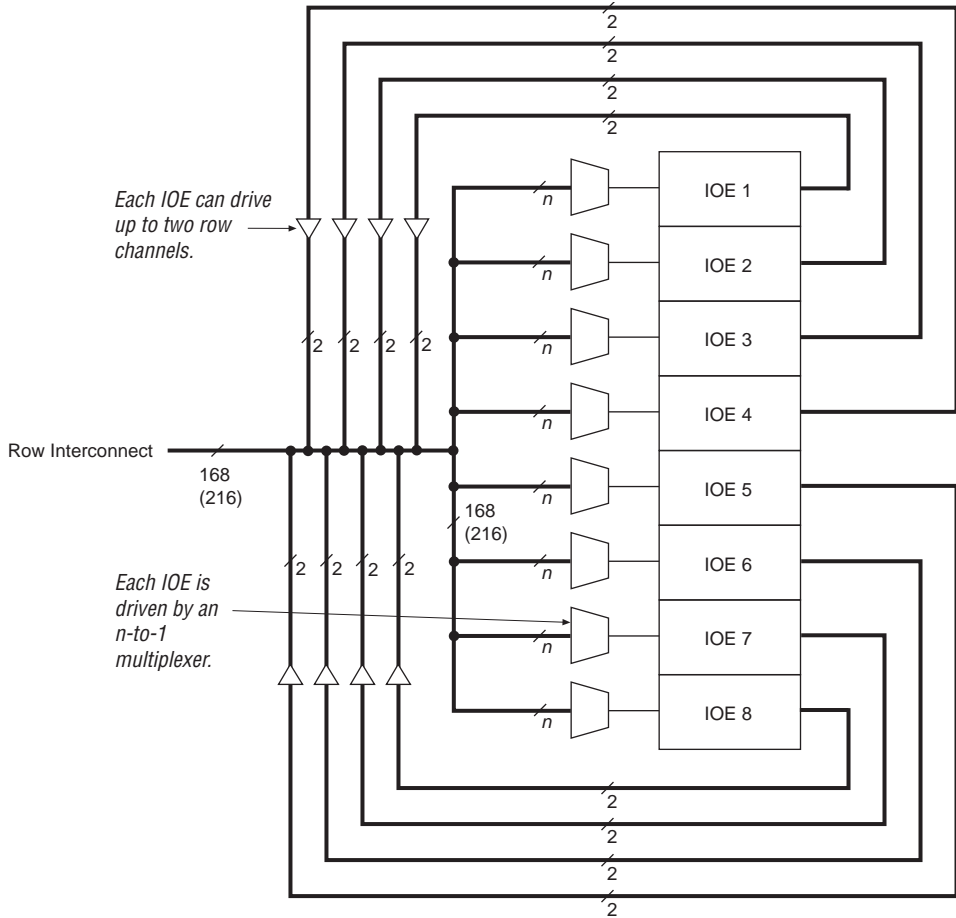 2
2
2
2
Each IOE can drive
up to two row
channels.
n
IOE 1
n
IOE 2
2
2
2
2
n
IOE 3
n
IOE 4
Row Interconnect
168
(216)
n
IOE 5
168
(216)
2
2
2
2
n
IOE 6
Each IOE is
driven by an
n-to-1
multiplexer.
n
IOE 7
n
IOE 8
2
2
2
2